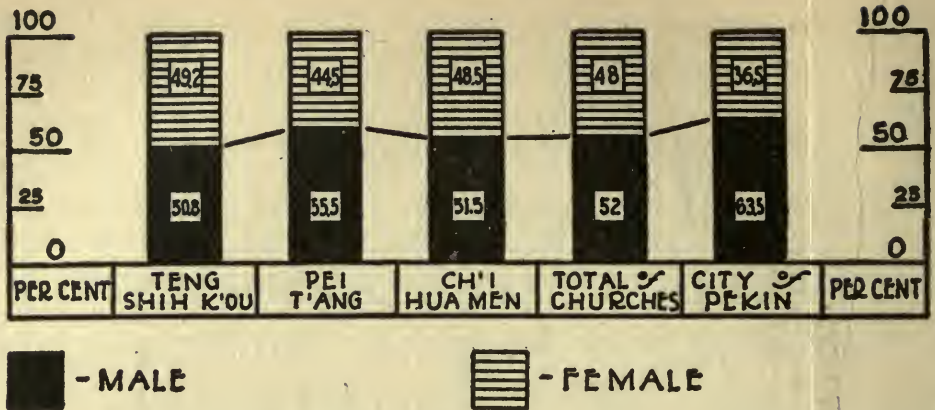 100 100
75 49,2 44,5 48,5 48 36,5 75
50 50
25 50.8 55,5 51.5 52 63,5 25
0 0
PER CENT TENG SHIH K'OU PEI T'ANG CH'I HUA MEN TOTAL of CHURCHES CITY of PEKIN PER CENT
- MALE - FEMALE